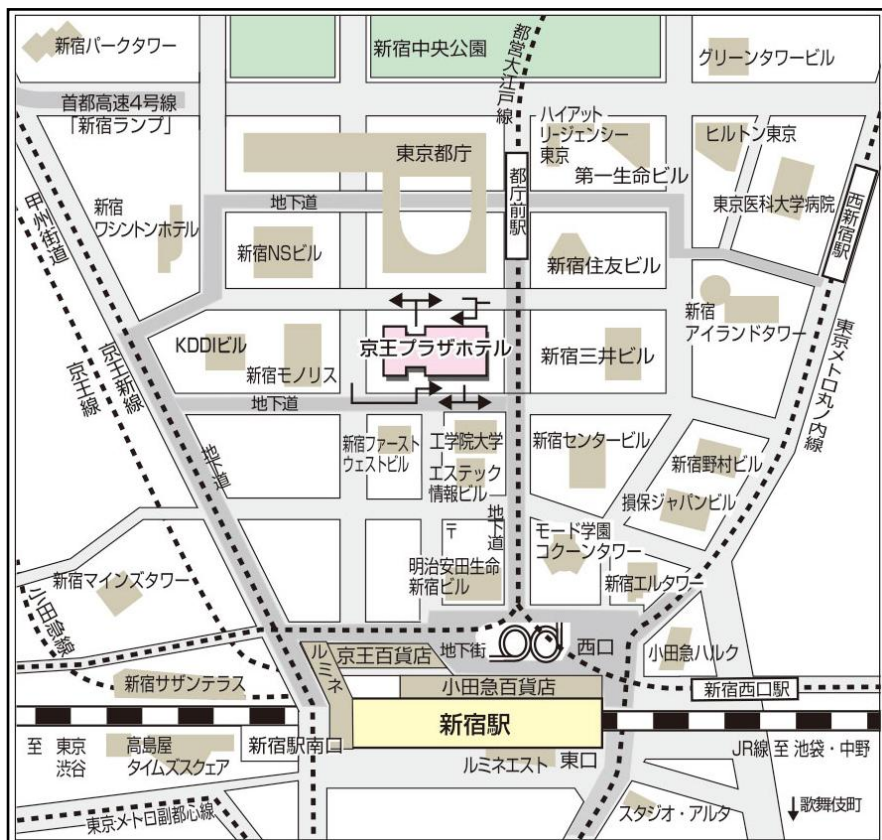 新宿パークタワー
新宿中央公園
都営大江戸線
グリーンタワービル
首都高速4号線
「新宿ランプ」
ハイアット
リージェンシー
東京
ヒルトン東京
東京都庁
第一生命ビル
都庁前駅
西新宿駅
地下道
東京医科大学病院
甲州街道
新宿
ワシントンホテル
新宿NSビル
新宿住友ビル
新宿
アイランドタワー
京王新線
京王線
KDDIビル
新宿モノリス
京王プラザホテル
新宿三井ビル
東京メトロ丸ノ内線
地下道
地下道
新宿ファースト
ウェストビル
工学院大学
エステック
情報ビル
新宿センタービル
新宿野村ビル
損保ジャパンビル
地下道
〒
モード学園
コクーンタワー
明治安田生命
新宿ビル
新宿エルタワー
新宿マインズタワー
小田急線
ルミネ
京王百貨店
地下街
西口
小田急ハルク
新宿サザンテラス
小田急百貨店
新宿西口駅
新宿駅
至 東京
渋谷
高島屋
タイムズスクェア
新宿駅南口
ルミネエスト
東口
JR線 至 池袋・中野
東京メトロ副都心線
スタジオ・アルタ
↓歌舞伎町